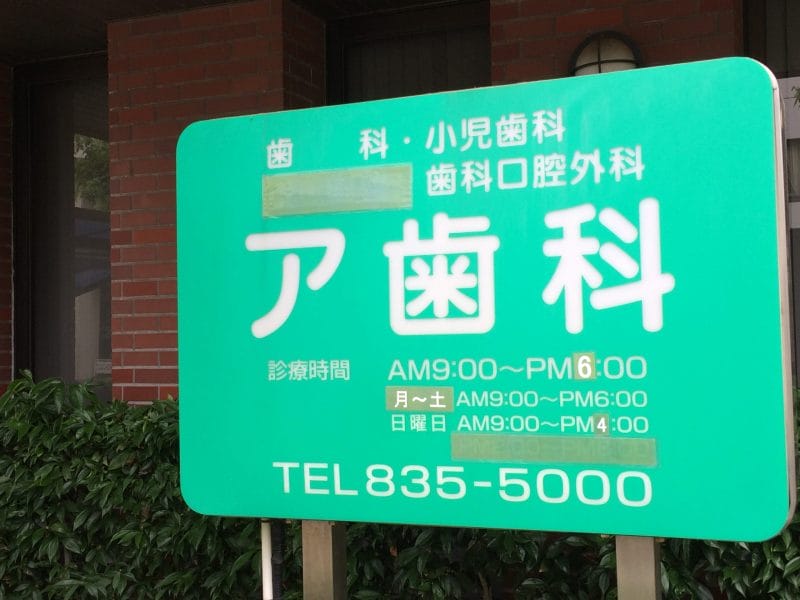 歯　科・小児歯科
歯科口腔外科
ア歯科
診療時間 AM9:00〜PM6:00
月〜土 AM9:00〜PM6:00
日曜日 AM9:00〜PM4:00
TEL835-5000